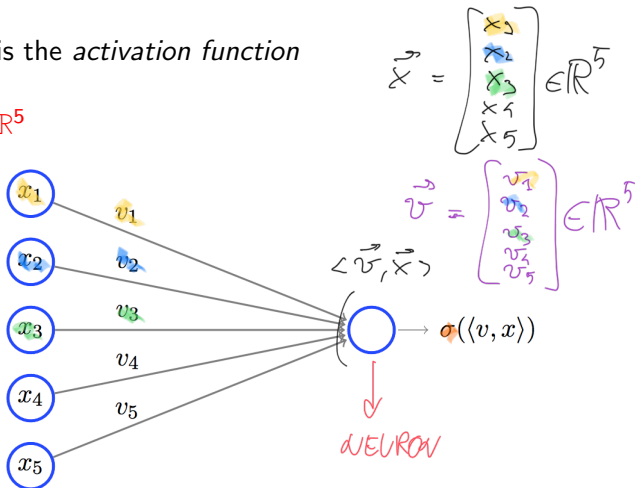 is the activation function
ℝ⁵
x⃗ = [x₁ x₂ x₃ x₄ x₅] ∈ ℝ⁵
v⃗ = [v₁ v₂ v₃ v₄ v₅] ∈ ℝ⁵
x₁
v₁
x₂
v₂
<v⃗, x⃗>
x₃
v₃
σ(⟨v, x⟩)
v₄
x₄
v₅
NEURON
x₅